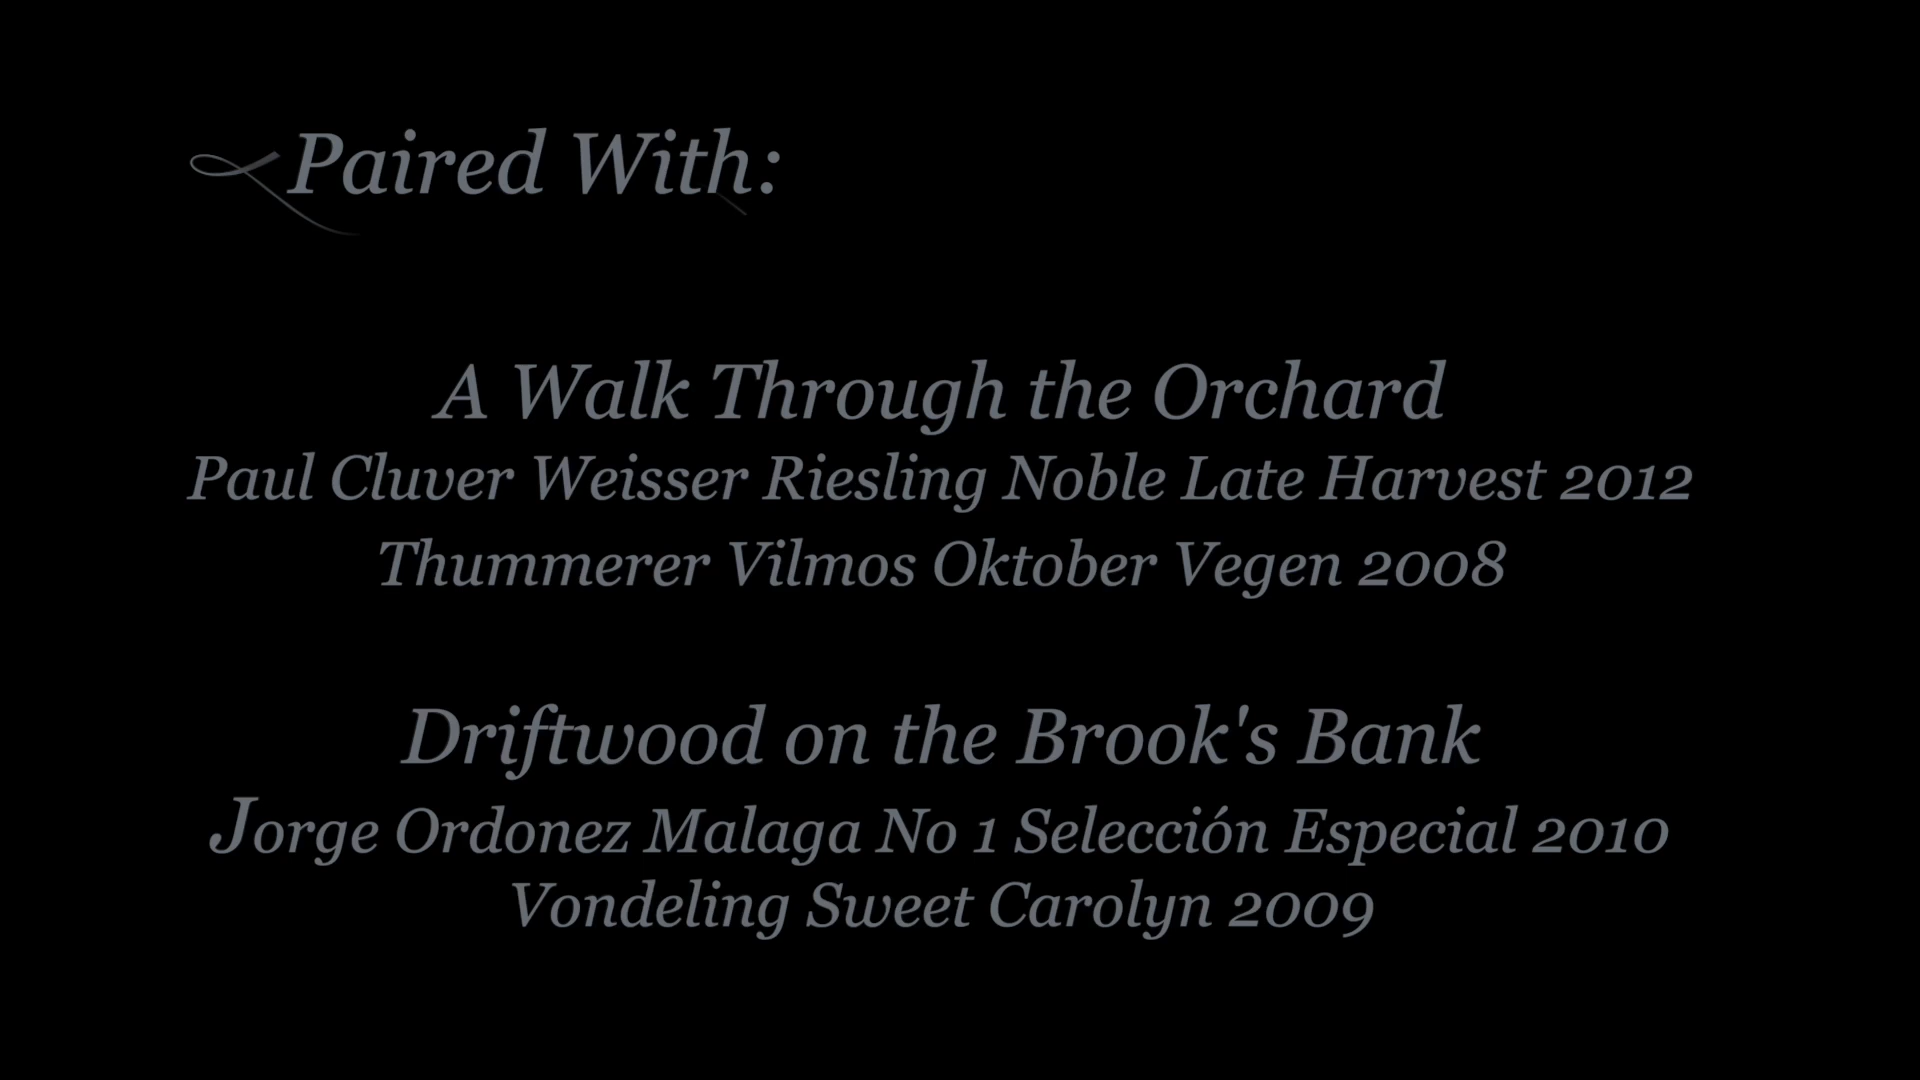 Paired With:
A Walk Through the Orchard
Paul Cluver Weisser Riesling Noble Late Harvest 2012
Thummerer Vilmos Oktober Vegen 2008
Driftwood on the Brook's Bank
Jorge Ordonez Malaga No 1 Selección Especial 2010
Vondeling Sweet Carolyn 2009